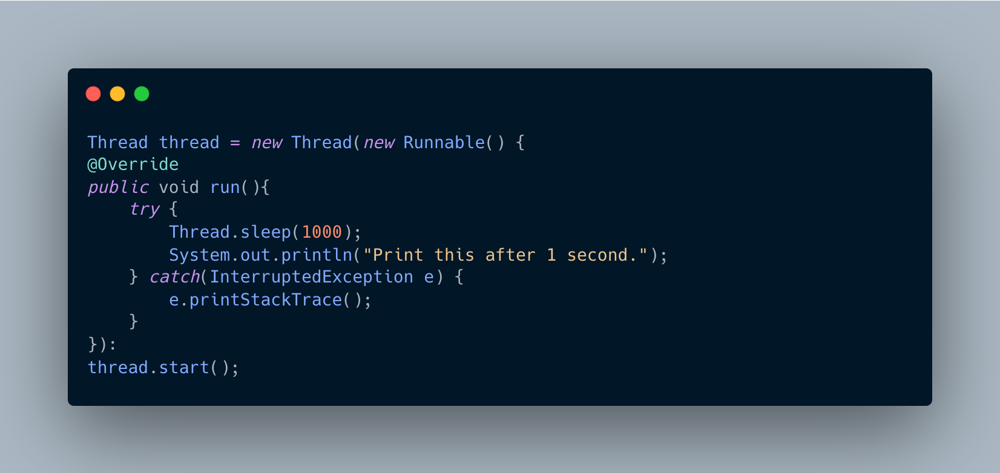 Thread thread = new Thread(new Runnable() {
@Override
public void run(){
    try {
        Thread.sleep(1000);
        System.out.println("Print this after 1 second.");
    } catch(InterruptedException e) {
        e.printStackTrace();
    }
}):
thread.start();